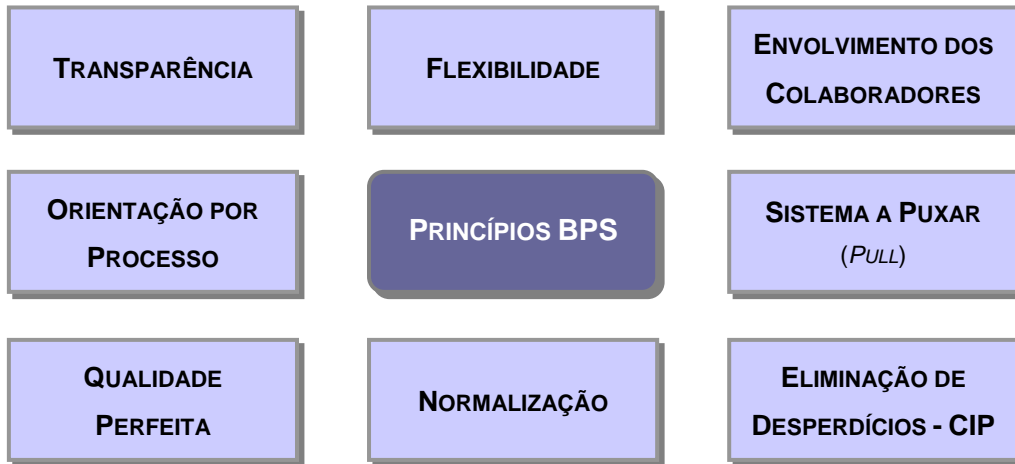 TRANSPARÊNCIA
FLEXIBILIDADE
ENVOLVIMENTO DOS
COLABORADORES
ORIENTAÇÃO POR
PROCESSO
PRINCÍPIOS BPS
SISTEMA A PUXAR
(PULL)
QUALIDADE
PERFEITA
NORMALIZAÇÃO
ELIMINAÇÃO DE
DESPERDÍCIOS - CIP